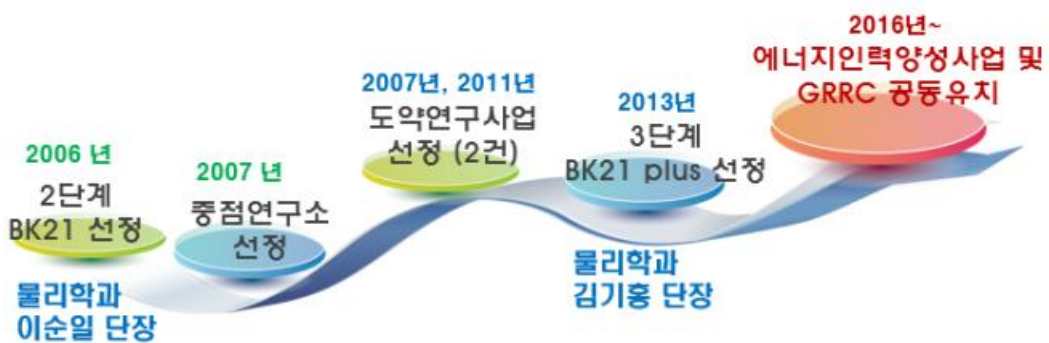 2006 년
2단계
BK21 선정
물리학과
이순일 단장
2007 년
중점연구소
선정
2007년, 2011년
도약연구사업
선정 (2건)
2013년
3단계
BK21 plus 선정
물리학과
김기홍 단장
2016년~
에너지인력양성사업 및
GRRC 공동유치